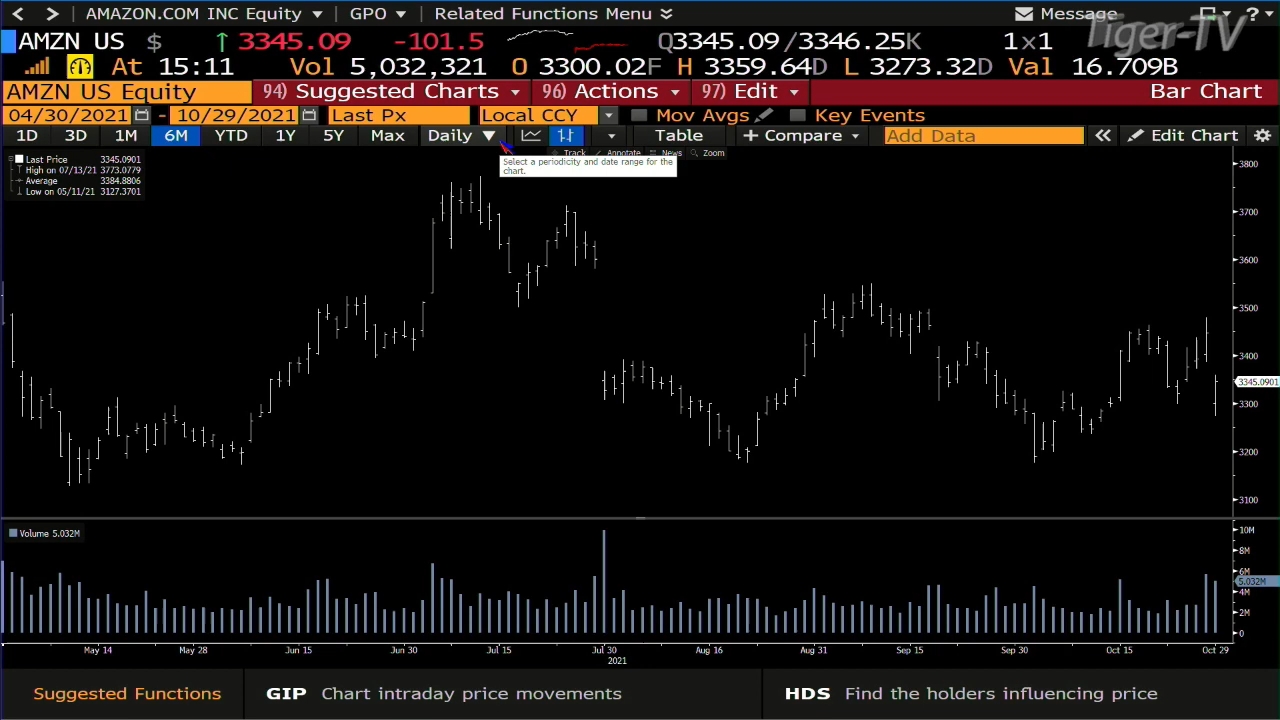 AMAZON.COM INC Equity GPO Related Functions Menu Message ?
Tiger-TV
AMZN US $ ↑ 3345.09 -101.5 Q3345.09/3346.25K 1×1
At 15:11 Vol 5,032,321 O 3300.02F H 3359.64D L 3273.32D Val 16.709B
AMZN US Equity 94) Suggested Charts 96) Actions 97) Edit Bar Chart
04/30/2021 - 10/29/2021 Last Px Local CCY Mov Avgs Key Events
1D 3D 1M 6M YTD 1Y 5Y Max Daily ▼ Table + Compare Add Data « Edit Chart
Track Annotate News Zoom
Select a periodicity and date range for the
chart.
Last Price 3345.0901
High on 07/13/21 3773.0779
Average 3384.8806
Low on 05/11/21 3127.3701
3800
3700
3600
3500
3400
3345.0901
3300
3200
3100
Volume 5.032M
10M
8M
6M
5.032M
4M
2M
0
May 14 May 28 Jun 15 Jun 30 Jul 15 Jul 30 Aug 16 Aug 31 Sep 15 Sep 30 Oct 15 Oct 29
2021
Suggested Functions GIP Chart intraday price movements HDS Find the holders influencing price